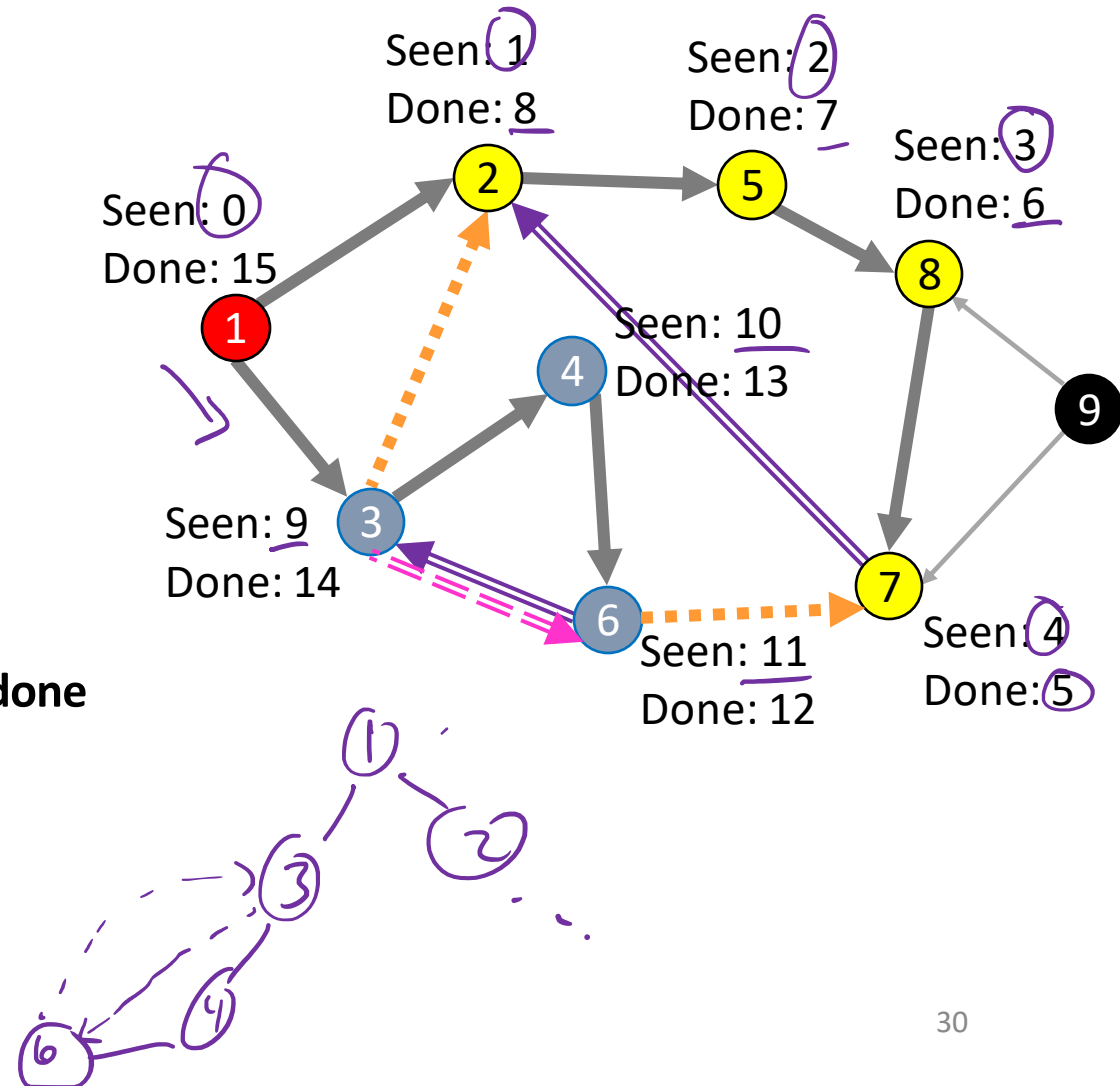 Seen: 1
Done: 8
Seen: 2
Done: 7
Seen: 3
Done: 6
Seen: 0
Done: 15
2
5
8
1
Seen: 10
Done: 13
4
9
Seen: 9
Done: 14
3
7
6
Seen: 4
Done: 5
Seen: 11
Done: 12
done
1
2
3
4
6
30